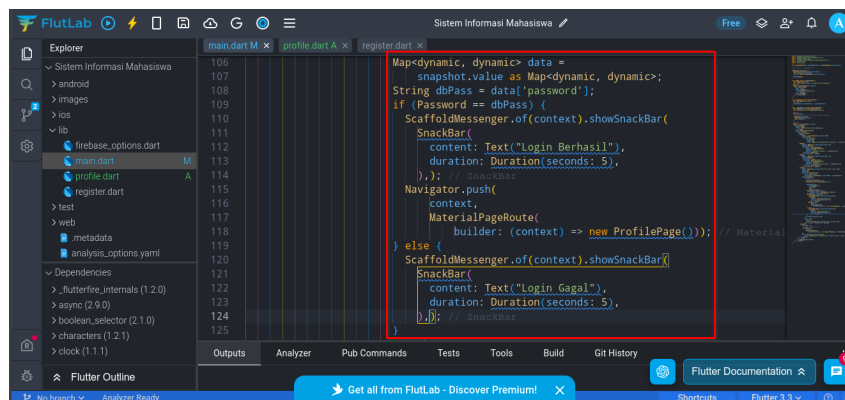 FlutLab
Sistem Informasi Mahasiswa
Free
A
Explorer
main.dart M ×
profile.dart A ×
register.dart ×
Sistem Informasi Mahasiswa
> android
> images
> ios
lib
firebase_options.dart
main.dart M
profile.dart A
register.dart
> test
> web
.metadata
analysis_options.yaml
Dependencies
> _flutterfire_internals (1.2.0)
> async (2.9.0)
> boolean_selector (2.1.0)
> characters (1.2.1)
> clock (1.1.1)
Flutter Outline
2
106 Map<dynamic, dynamic> data =
107 snapshot.value as Map<dynamic, dynamic>;
108 String dbPass = data['password'];
109 if (Password == dbPass) {
110 ScaffoldMessenger.of(context).showSnackBar(
111 SnackBar(
112 content: Text("Login Berhasil"),
113 duration: Duration(seconds: 5),
114 ),); // SnackBar
115 Navigator.push(
116 context,
117 MaterialPageRoute(
118 builder: (context) => new ProfilePage())); // Material
119 } else {
120 ScaffoldMessenger.of(context).showSnackBar(
121 SnackBar(
122 content: Text("Login Gagal"),
123 duration: Duration(seconds: 5),
124 ),); // SnackBar
125 }
Outputs Analyzer Pub Commands Tests Tools Build Git History
Flutter Documentation
Get all from FlutLab - Discover Premium! ×
No branch Analyzer Ready
Shortcuts Flutter 3.3